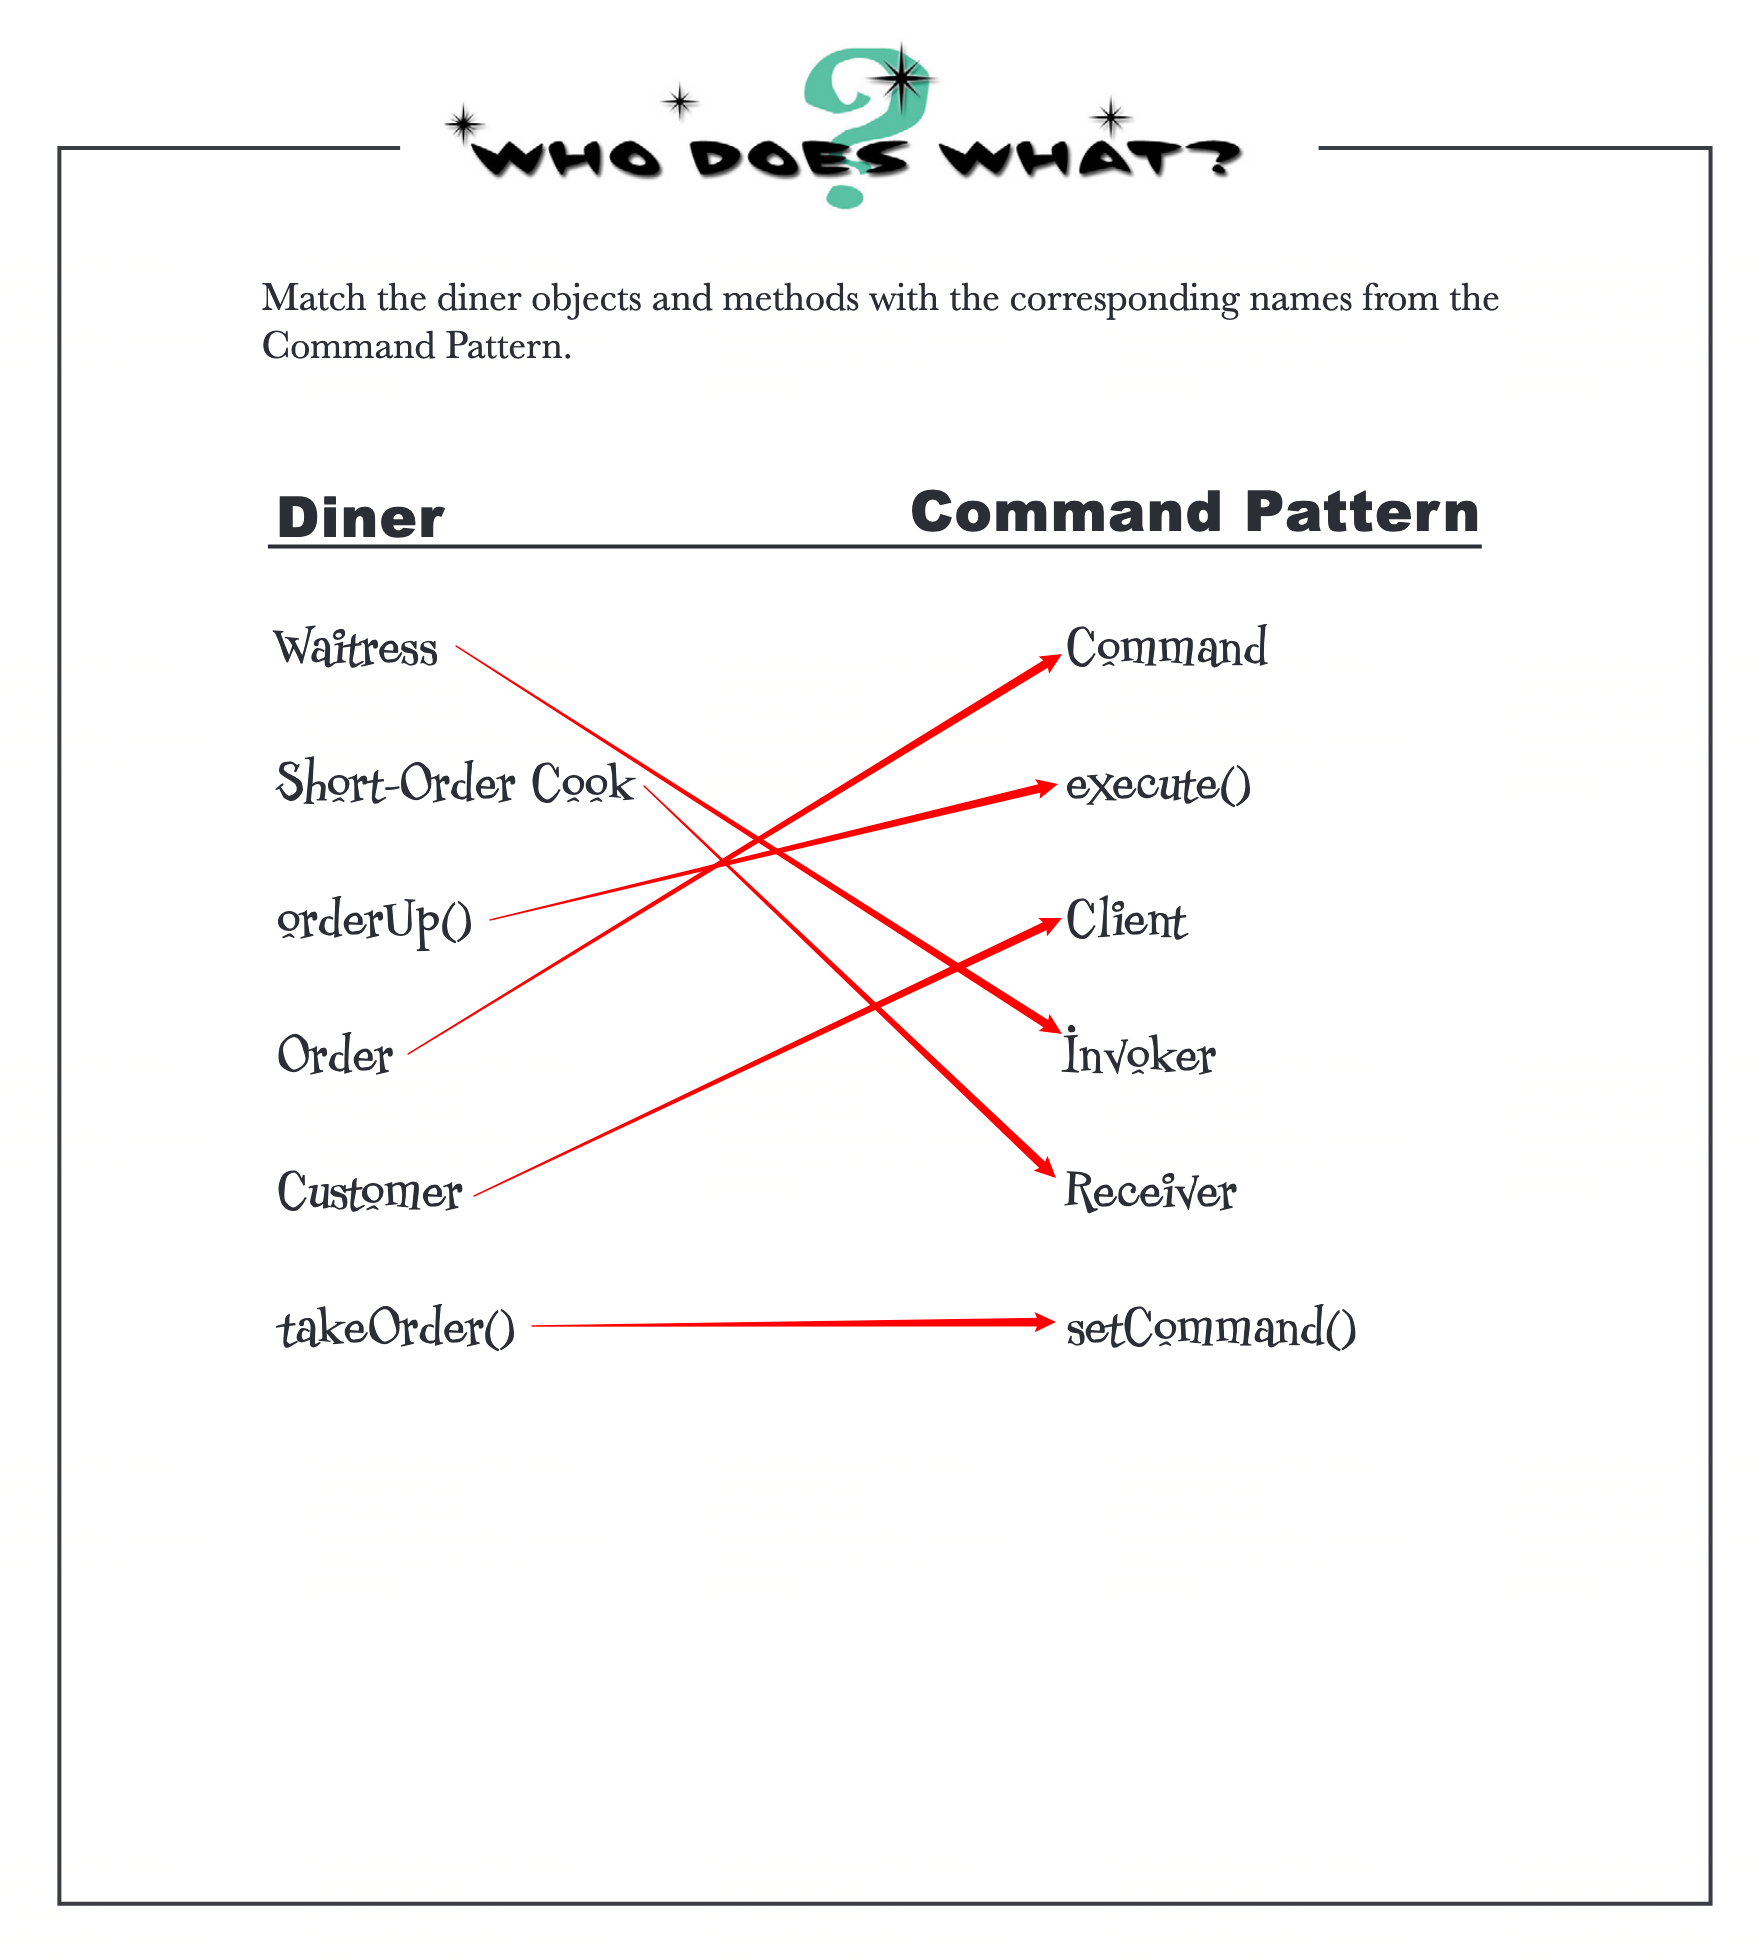 WHO DOES WHAT?
Match the diner objects and methods with the corresponding names from the
Command Pattern.
Diner Command Pattern
Waitress Command
Short-Order Cook execute()
orderUp() Client
Order Invoker
Customer Receiver
takeOrder() setCommand()